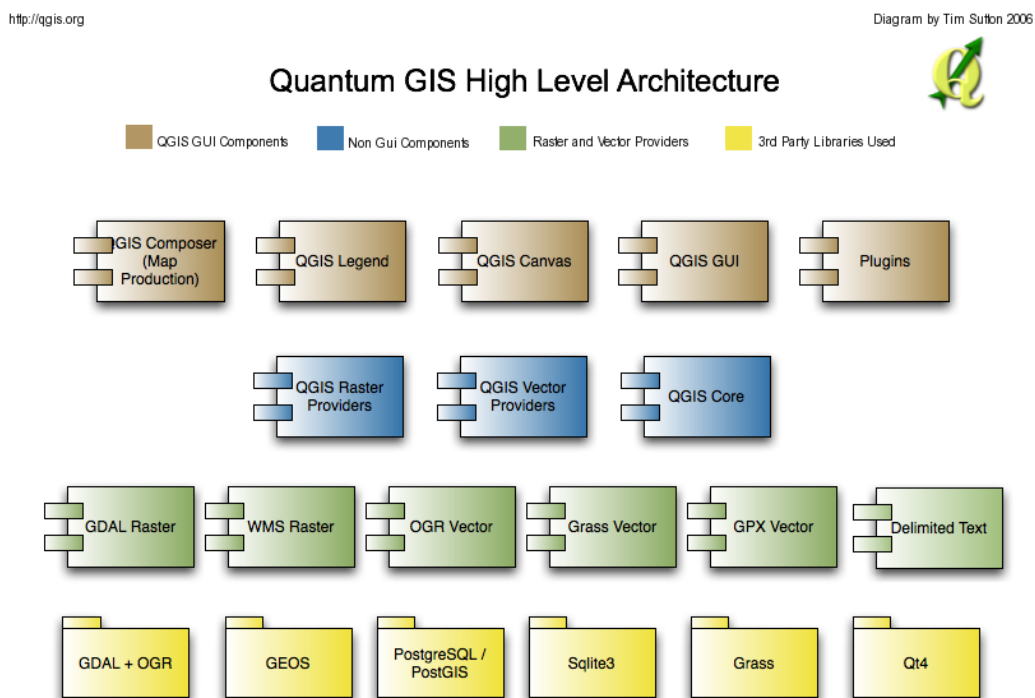 http://qgis.org
Diagram by Tim Sutton 2006
Quantum GIS High Level Architecture
QGIS GUI Components
Non Gui Components
Raster and Vector Providers
3rd Party Libraries Used
QGIS Composer
(Map
Production)
QGIS Legend
QGIS Canvas
QGIS GUI
Plugins
QGIS Raster
Providers
QGIS Vector
Providers
QGIS Core
GDAL Raster
WMS Raster
OGR Vector
Grass Vector
GPX Vector
Delimited Text
GDAL + OGR
GEOS
PostgreSQL /
PostGIS
Sqlite3
Grass
Qt4